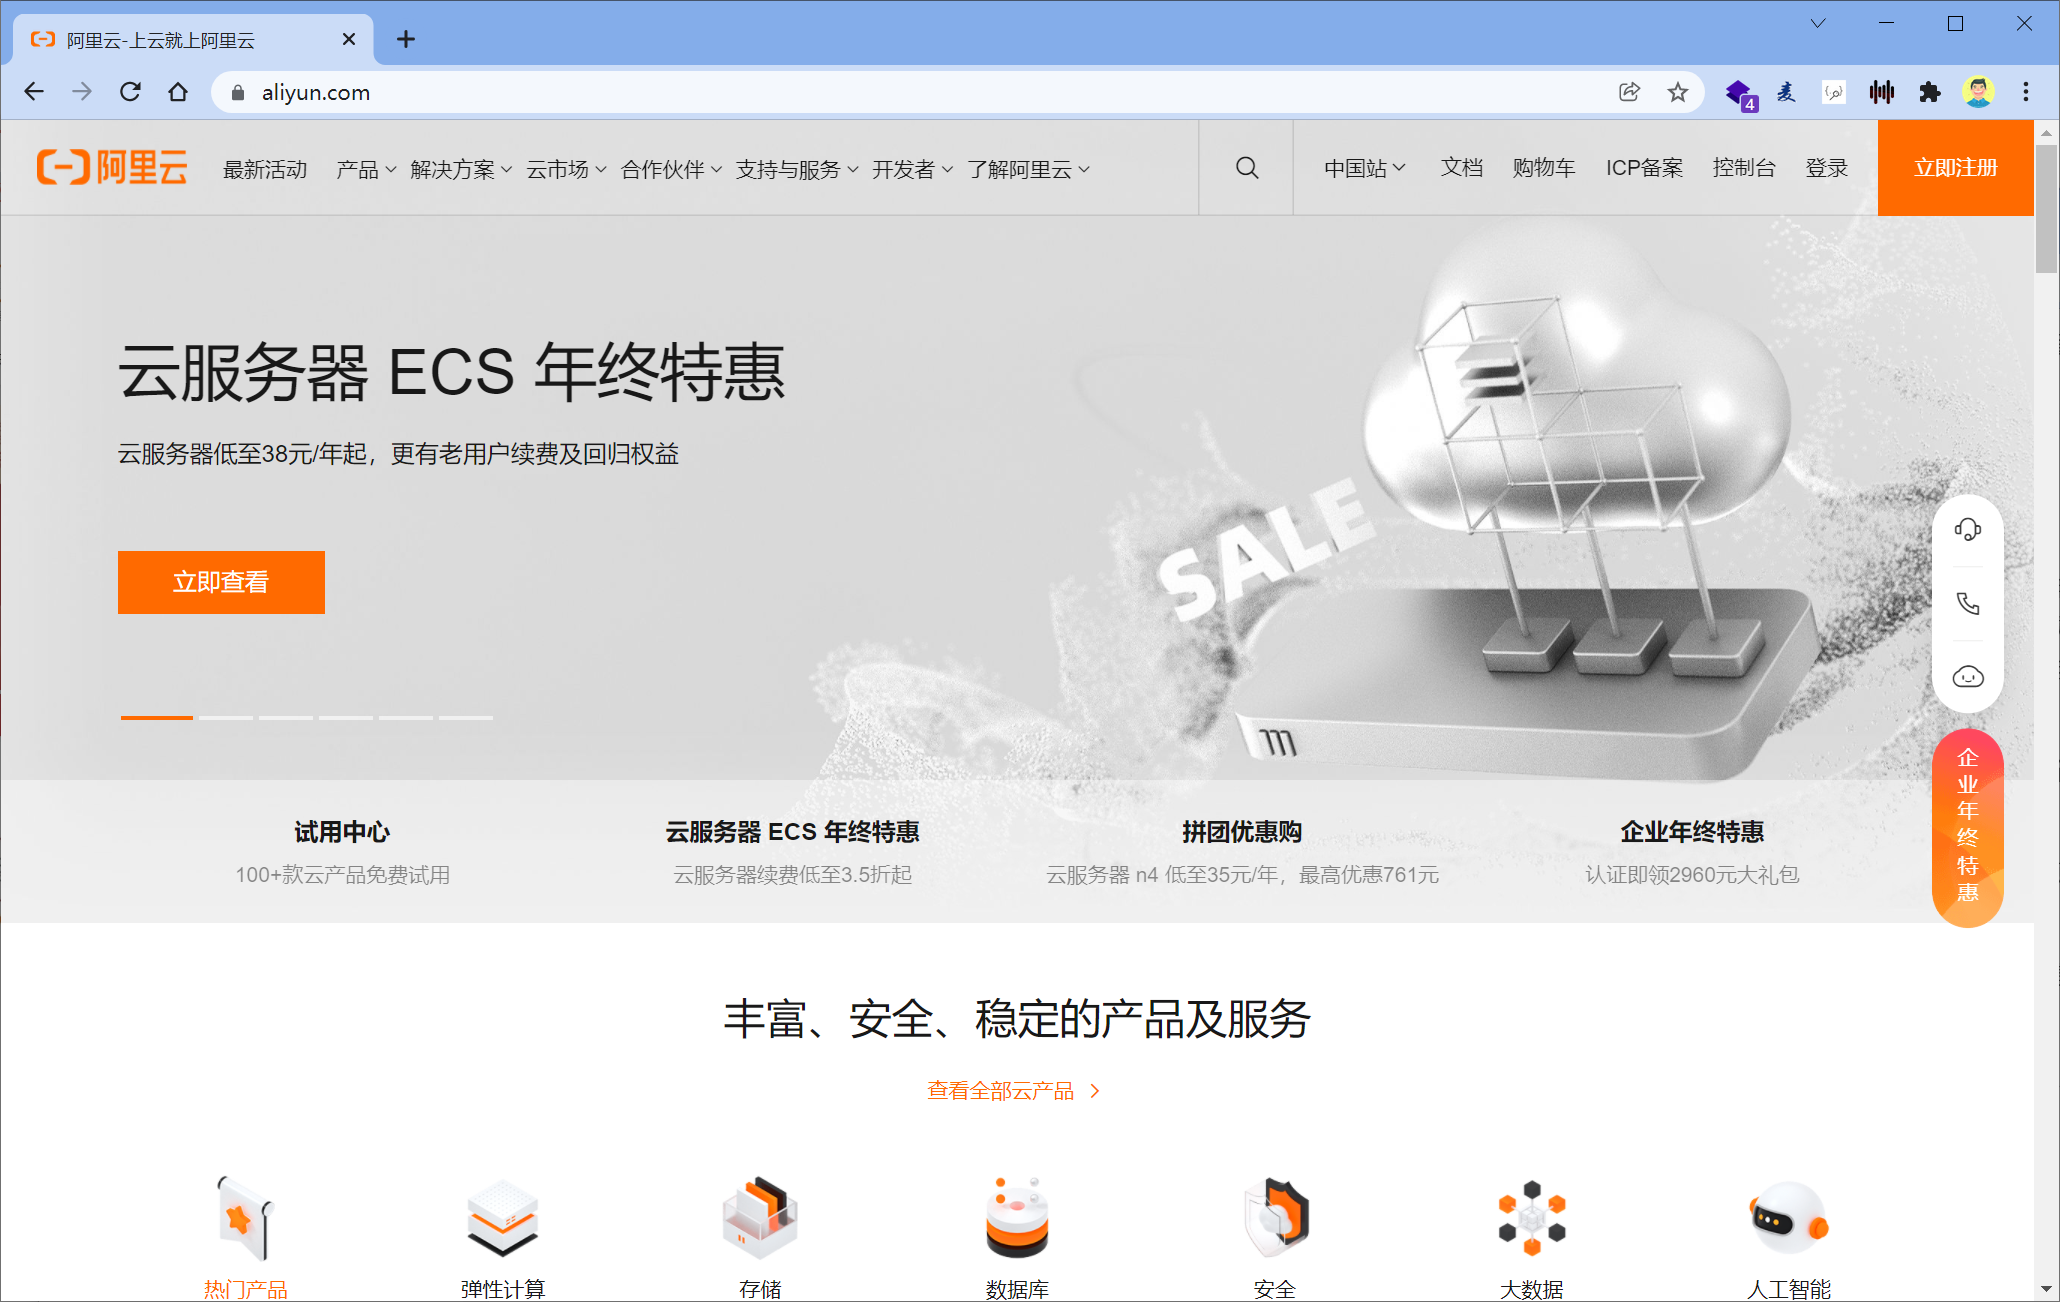 阿里云-上云就上阿里云
aliyun.com
4
麦
阿里云
最新活动 产品 解决方案 云市场 合作伙伴 支持与服务 开发者 了解阿里云 中国站 文档 购物车 ICP备案 控制台 登录 立即注册
云服务器 ECS 年终特惠
云服务器低至38元/年起，更有老用户续费及回归权益
SALE
立即查看
企业年终特惠
试用中心 云服务器 ECS 年终特惠 拼团优惠购 企业年终特惠
100+款云产品免费试用 云服务器续费低至3.5折起 云服务器 n4 低至35元/年，最高优惠761元 认证即领2960元大礼包
丰富、安全、稳定的产品及服务
查看全部云产品
热门产品 弹性计算 存储 数据库 安全 大数据 人工智能